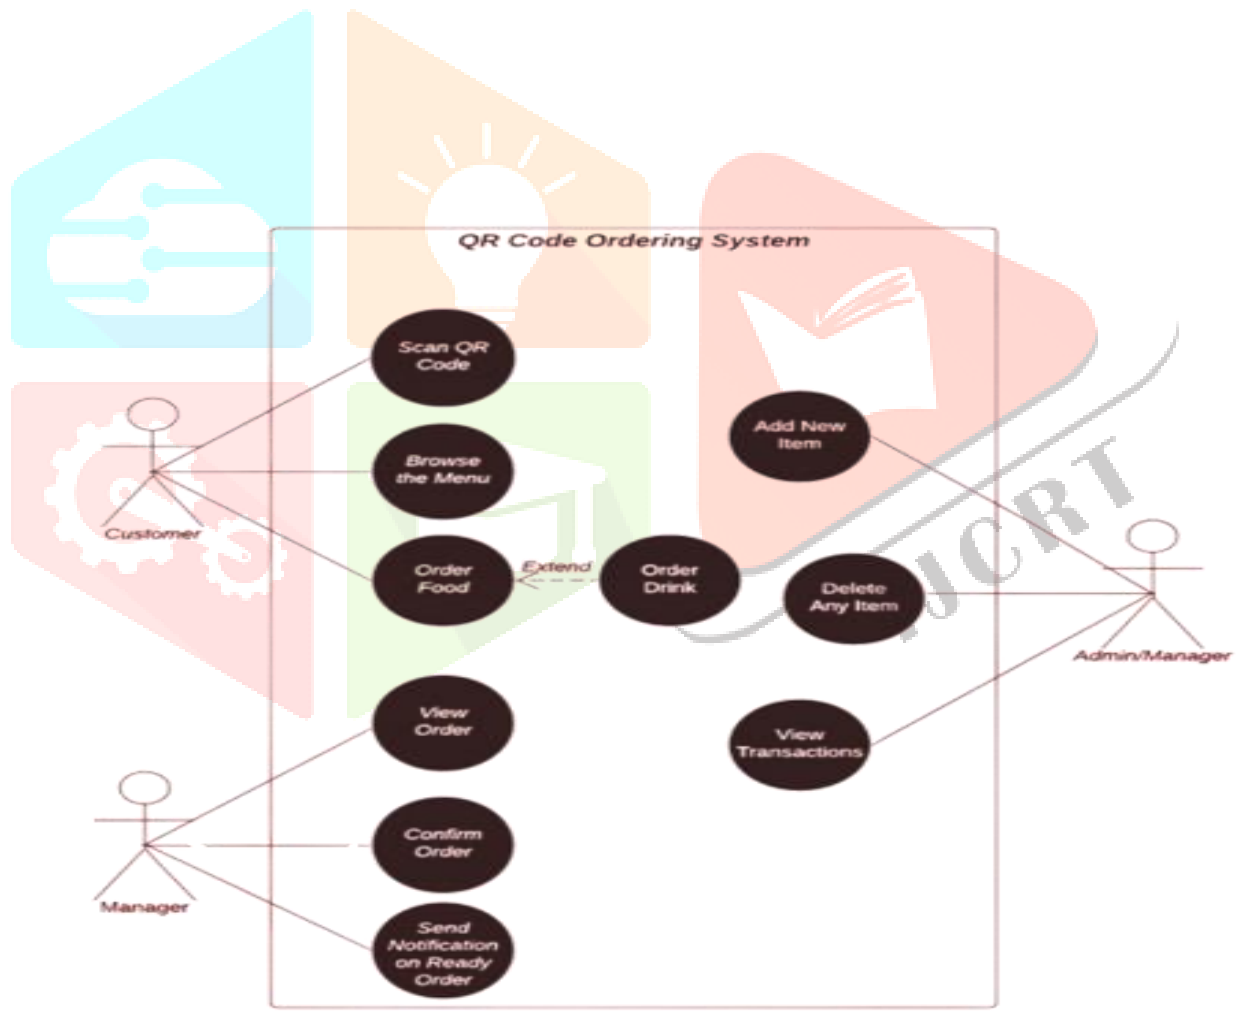 QR Code Ordering System
Scan QR
Code
Browse
the Menu
Customer
Order
Food
Extend
Order
Drink
Add New
Item
Delete
Any Item
Admin/Manager
View
Transactions
View
Order
Confirm
Order
Manager
Send
Notification
on Ready
Order
IJCRT